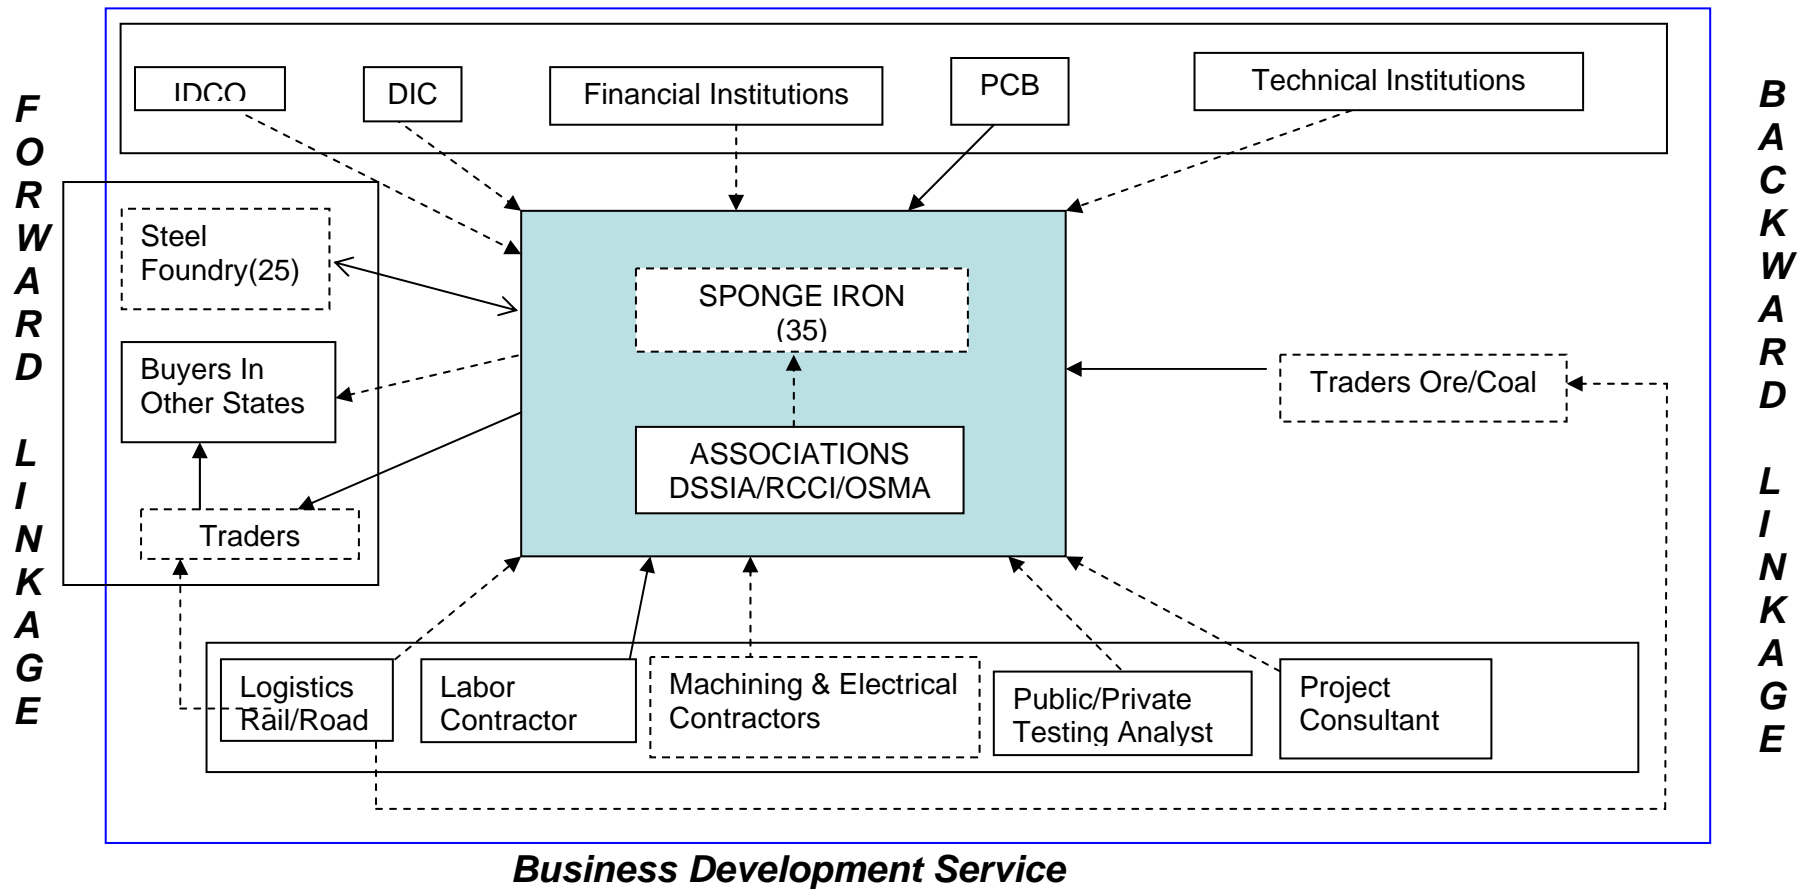 IDCO
DIC
Financial Institutions
PCB
Technical Institutions
FORWARD LINKAGE
BACKWARD LINKAGE
Steel
Foundry(25)
SPONGE IRON
(35)
Buyers In
Other States
Traders Ore/Coal
ASSOCIATIONS
DSSIA/RCCI/OSMA
Traders
Logistics
Rail/Road
Labor
Contractor
Machining & Electrical
Contractors
Public/Private
Testing Analyst
Project
Consultant
Business Development Service